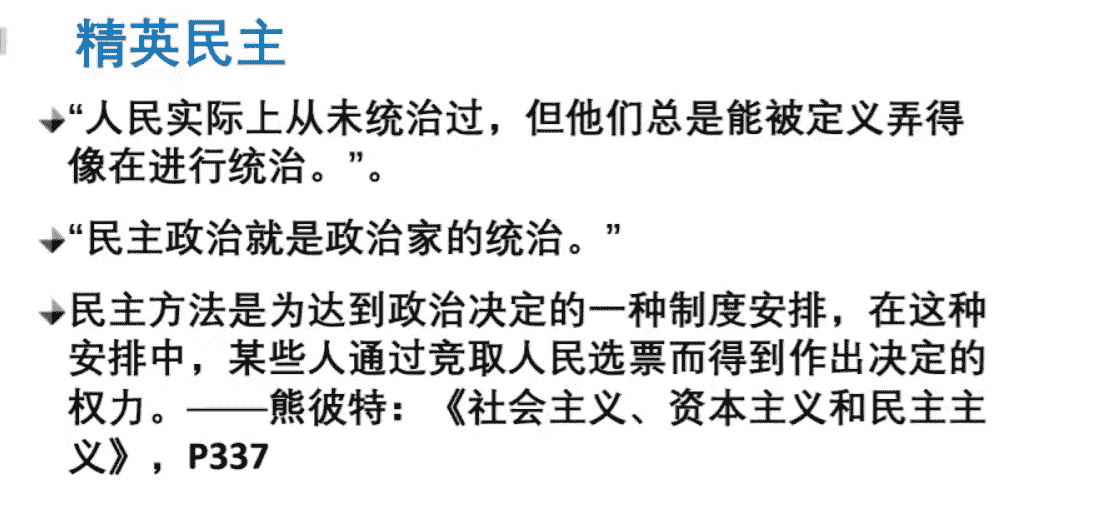 精英民主
“人民实际上从未统治过，但他们总是能被定义弄得
像在进行统治。”。
“民主政治就是政治家的统治。”
民主方法是为达到政治决定的一种制度安排，在这种
安排中，某些人通过竞取人民选票而得到作出决定的
权力。——熊彼特：《社会主义、资本主义和民主主
义》，P337